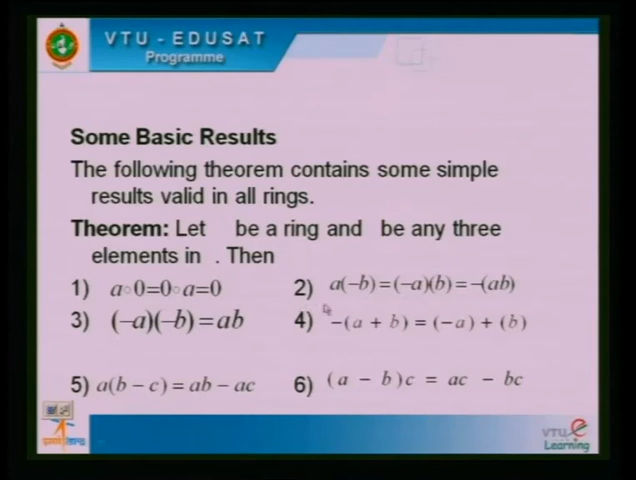 VTU - EDUSAT
Programme
Some Basic Results
The following theorem contains some simple
results valid in all rings.
Theorem: Let be a ring and be any three
elements in . Then
1) a∘0=0∘a=0 2) a(−b)=(−a)(b)=−(ab)
3) (−a)(−b)=ab 4) −(a + b) = (−a) + (b)
5) a(b − c) = ab − ac 6) (a − b)c = ac − bc
VTU e
Learning